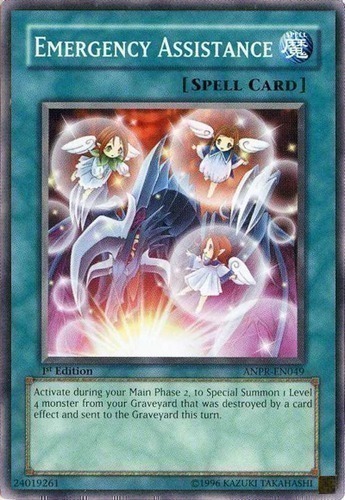 EMERGENCY ASSISTANCE
SPELL
魔
[SPELL CARD]
1st Edition
ANPR-EN049
Activate during your Main Phase 2, to Special Summon 1 Level
4 monster from your Graveyard that was destroyed by a card
effect and sent to the Graveyard this turn.
24019261
©1996 KAZUKI TAKAHASHI